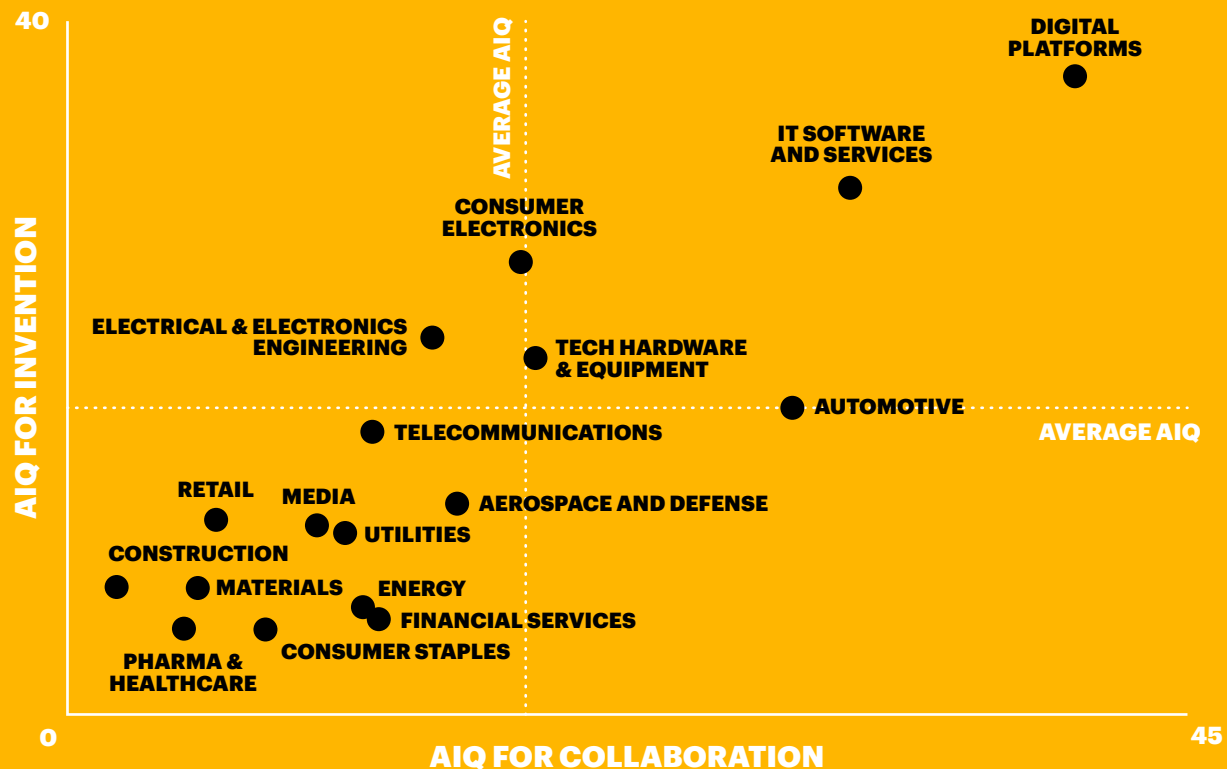 40
AVERAGE AIQ
DIGITAL
PLATFORMS
IT SOFTWARE
AND SERVICES
CONSUMER
ELECTRONICS
ELECTRICAL & ELECTRONICS
ENGINEERING
TECH HARDWARE
& EQUIPMENT
AUTOMOTIVE
AVERAGE AIQ
TELECOMMUNICATIONS
AIQ FOR INVENTION
RETAIL
MEDIA
AEROSPACE AND DEFENSE
UTILITIES
CONSTRUCTION
MATERIALS
ENERGY
FINANCIAL SERVICES
CONSUMER STAPLES
PHARMA &
HEALTHCARE
0
45
AIQ FOR COLLABORATION